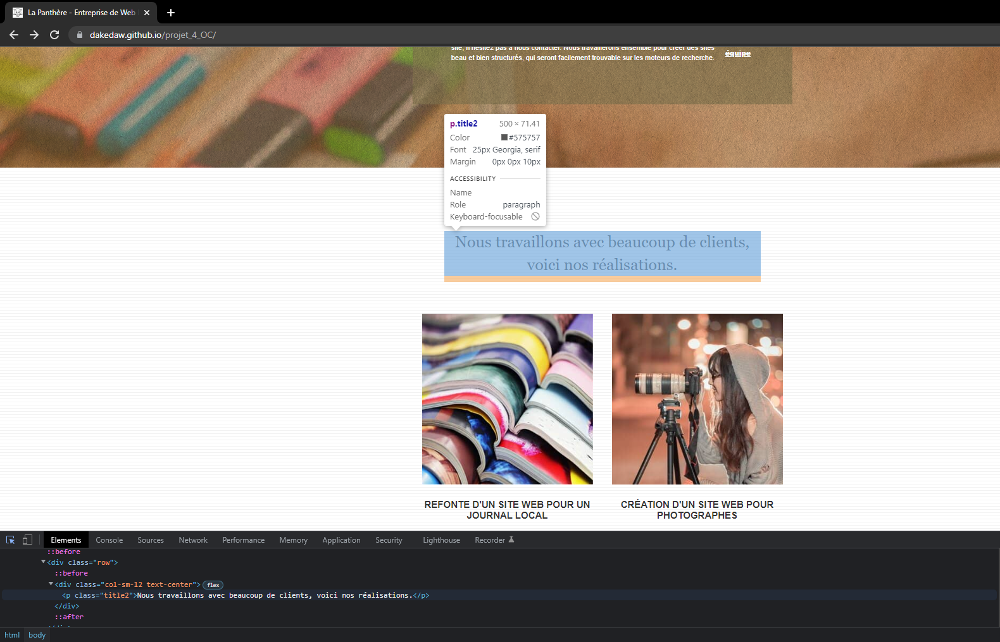 La Panthère - Entreprise de Web
dakedaw.github.io/projet_4_OC/
site, n'hésitez pas à nous contacter. Nous travaillerons ensemble pour créer des sites
beau et bien structurés, qui seront facilement trouvable sur les moteurs de recherche.
équipe
p.title2 500 × 71.41
Color #575757
Font 25px Georgia, serif
Margin 0px 0px 10px
ACCESSIBILITY
Name
Role paragraph
Keyboard-focusable
Nous travaillons avec beaucoup de clients,
voici nos réalisations.
REFONTE D'UN SITE WEB POUR UN
JOURNAL LOCAL
CRÉATION D'UN SITE WEB POUR
PHOTOGRAPHES
Elements Console Sources Network Performance Memory Application Security Lighthouse Recorder
::before
<div class="row">
::before
<div class="col-sm-12 text-center"> flex
<p class="title2">Nous travaillons avec beaucoup de clients, voici nos réalisations.</p>
</div>
::after
html body